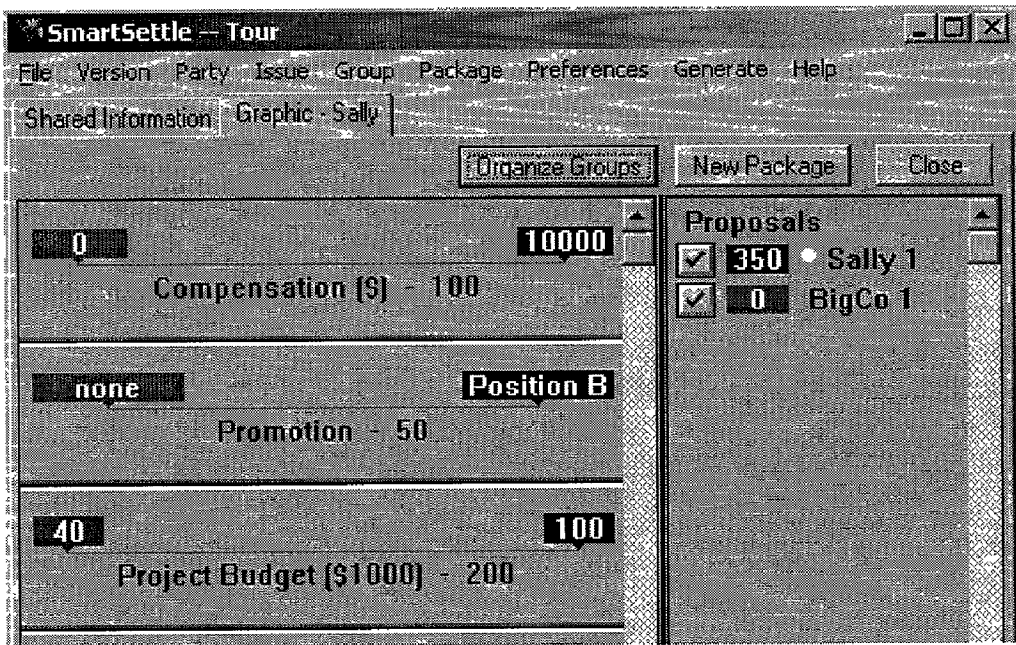 SmartSettle -- Tour
File Version Party Issue Group Package Preferences Generate Help
Shared Information Graphic - Sally
Organize Groups New Package Close
0 10000
Compensation ($) - 100
none Position B
Promotion - 50
40 100
Project Budget ($1000) - 200
Proposals
350 Sally 1
0 BigCo 1